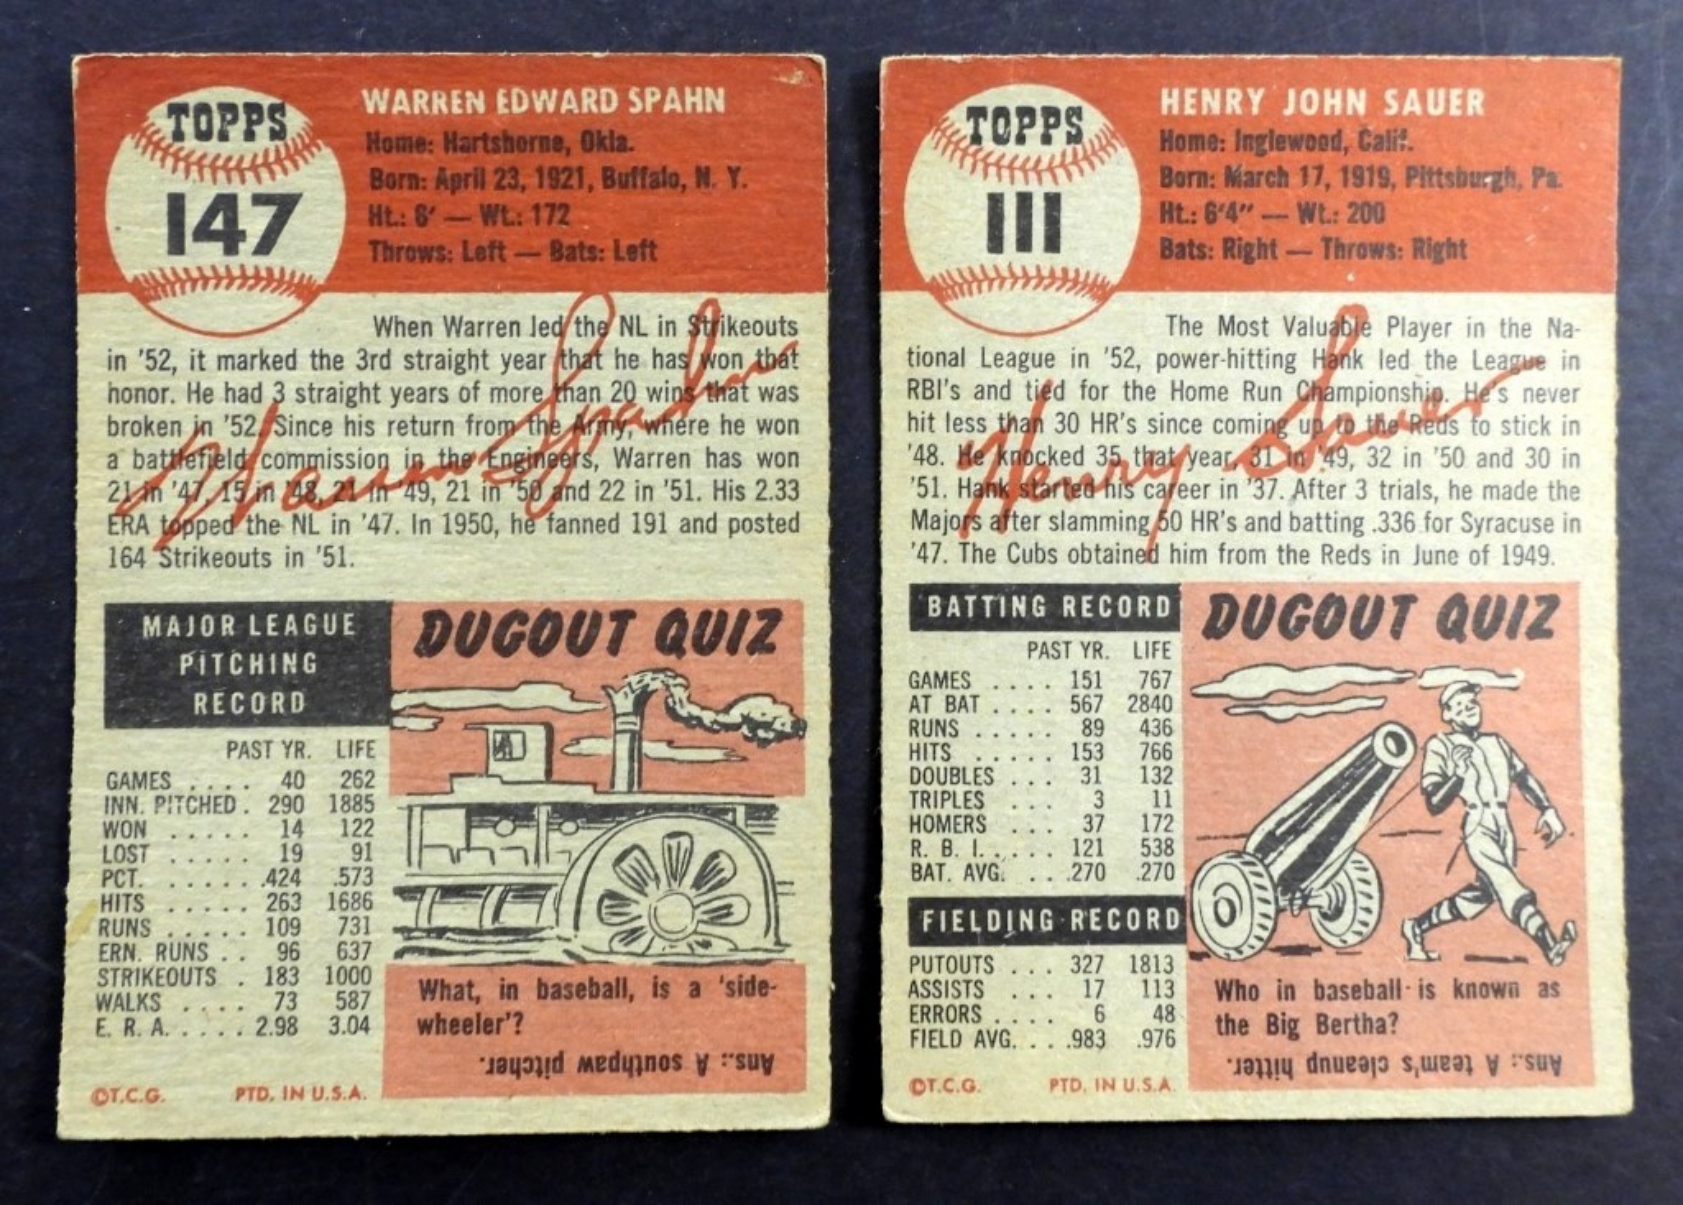 TOPPS
147
WARREN EDWARD SPAHN
Home: Hartshorne, Okla.
Born: April 23, 1921, Buffalo, N. Y.
Ht.: 6' — Wt.: 172
Throws: Left — Bats: Left
When Warren led the NL in Strikeouts
in '52, it marked the 3rd straight year that he has won that
honor. He had 3 straight years of more than 20 wins that was
broken in '52. Since his return from the Army, where he won
a battlefield commission in the Engineers, Warren has won
21 in '47, 15 in '48, 21 in '49, 21 in '50 and 22 in '51. His 2.33
ERA topped the NL in '47. In 1950, he fanned 191 and posted
164 Strikeouts in '51.
Warren Spahn
MAJOR LEAGUE
PITCHING
RECORD
PAST YR. LIFE
GAMES .... 40 262
INN. PITCHED . 290 1885
WON ..... 14 122
LOST ..... 19 91
PCT. ..... .424 .573
HITS ..... 263 1686
RUNS ..... 109 731
ERN. RUNS .. 96 637
STRIKEOUTS . 183 1000
WALKS .... 73 587
E. R. A. .... 2.98 3.04
DUGOUT QUIZ
What, in baseball, is a 'side-
wheeler'?
Ans.: A southpaw pitcher.
©T.C.G. PTD. IN U.S.A.
TOPPS
111
HENRY JOHN SAUER
Home: Inglewood, Calif.
Born: March 17, 1919, Pittsburgh, Pa.
Ht.: 6'4" — Wt.: 200
Bats: Right — Throws: Right
The Most Valuable Player in the Na-
tional League in '52, power-hitting Hank led the League in
RBI's and tied for the Home Run Championship. He's never
hit less than 30 HR's since coming up to the Reds to stick in
'48. He knocked 35 that year, 31 in '49, 32 in '50 and 30 in
'51. Hank started his career in '37. After 3 trials, he made the
Majors after slamming 50 HR's and batting .336 for Syracuse in
'47. The Cubs obtained him from the Reds in June of 1949.
Henry Sauer
BATTING RECORD
PAST YR. LIFE
GAMES .... 151 767
AT BAT .... 567 2840
RUNS .... 89 436
HITS ..... 153 766
DOUBLES ... 31 132
TRIPLES ... 3 11
HOMERS ... 37 172
R. B. I. .... 121 538
BAT. AVG. ... .270 .270
FIELDING RECORD
PUTOUTS ... 327 1813
ASSISTS ... 17 113
ERRORS .... 6 48
FIELD AVG. ... .983 .976
DUGOUT QUIZ
Who in baseball is known as
the Big Bertha?
Ans.: A team's cleanup hitter.
©T.C.G. PTD. IN U.S.A.